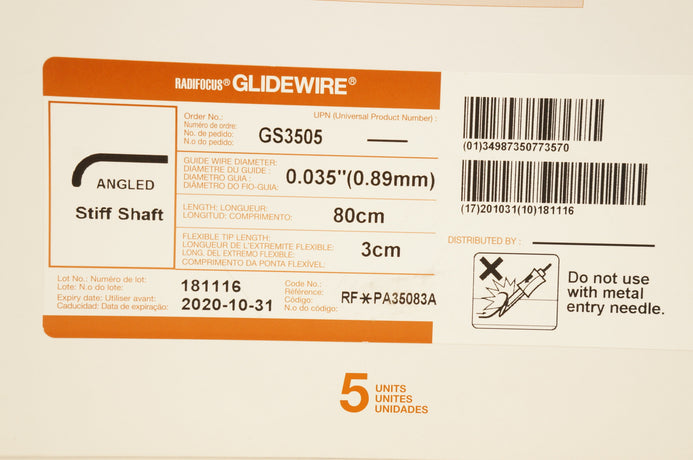 RADIFOCUS® GLIDEWIRE®
ANGLED
Stiff Shaft
Order No.:
Numéro de ordre:
No. de pedido:
N.o do pedido:
GS3505
UPN (Universal Product Number) :
GUIDE WIRE DIAMETER:
DIAMETRE DU GUIDE :
DIAMETRO GUIA :
DIAMETRO DO FIO-GUIA:
0.035"(0.89mm)
LENGTH: LONGUEUR:
LONGITUD: COMPRIMENTO:
80cm
FLEXIBLE TIP LENGTH:
LONGUEUR DE L'EXTREMITE FLEXIBLE:
LONG. DEL EXTREMO FLEXIBLE:
COMPRIMENTO DA PONTA FLEXÍVEL:
3cm
Lot No.: Numéro de lot:
Lote: N.o do lote:
181116
Expiry date: Utiliser avant:
Caducidad: Data de expiração:
2020-10-31
Code No.:
Référence:
Código:
N.o do código:
RF*PA35083A
(01)34987350773570
(17)201031(10)181116
DISTRIBUTED BY :
Do not use
with metal
entry needle.
5 UNITS
UNITES
UNIDADES